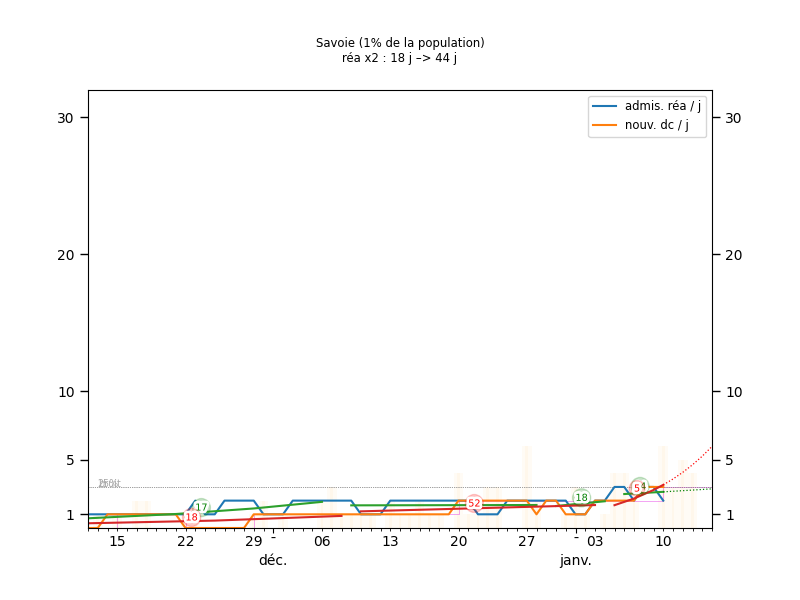 Savoie (1% de la population)
réa x2 : 18 j –> 44 j
admis. réa / j
nouv. dc / j
30 30
20 20
10 10
5 5
1 1
17
18
52
18
5
15 22 29 - 06 13 20 27 - 03 10
déc. janv.